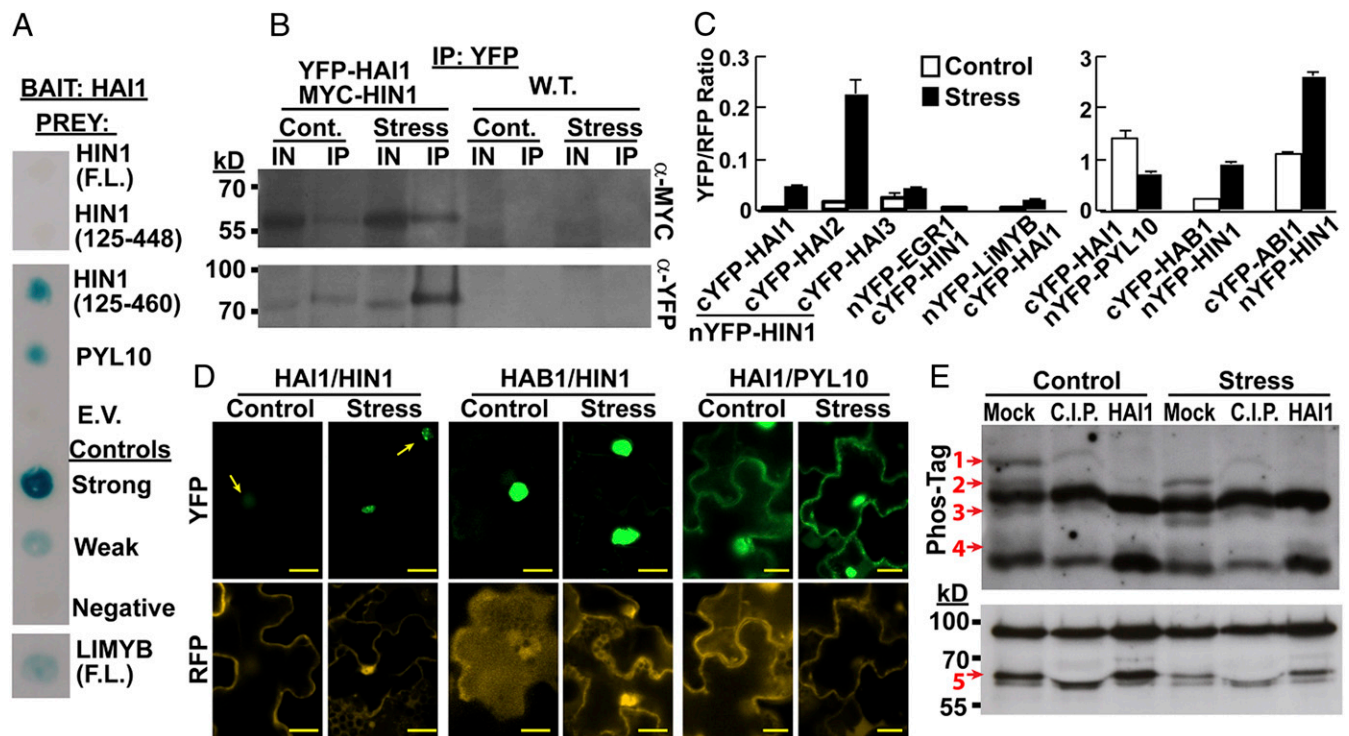 A
BAIT: HAI1
PREY:
HIN1
(F.L.)
HIN1
(125-448)
HIN1
(125-460)
PYL10
E.V.
Controls
Strong
Weak
Negative
LIMYB
(F.L.)
B
IP: YFP
YFP-HAI1
MYC-HIN1
W.T.
Cont. Stress Cont. Stress
IN IP IN IP IN IP IN IP
kD
70
55
α-MYC
100
70
α-YFP
C
YFP/RFP Ratio
0.3
0.2
0.1
0
3
2
1
0
Control
Stress
cYFP-HAI1
cYFP-HAI2
cYFP-HAI3
nYFP-HIN1
nYFP-EGR1
cYFP-HIN1
nYFP-LiMYB
cYFP-HAI1
cYFP-HAI1
nYFP-PYL10
cYFP-HAB1
nYFP-HIN1
cYFP-ABI1
nYFP-HIN1
D
HAI1/HIN1 HAB1/HIN1 HAI1/PYL10
Control Stress Control Stress Control Stress
YFP
RFP
E
Control Stress
Mock C.I.P. HAI1 Mock C.I.P. HAI1
Phos-Tag
1
2
3
4
kD
100
70
5
55